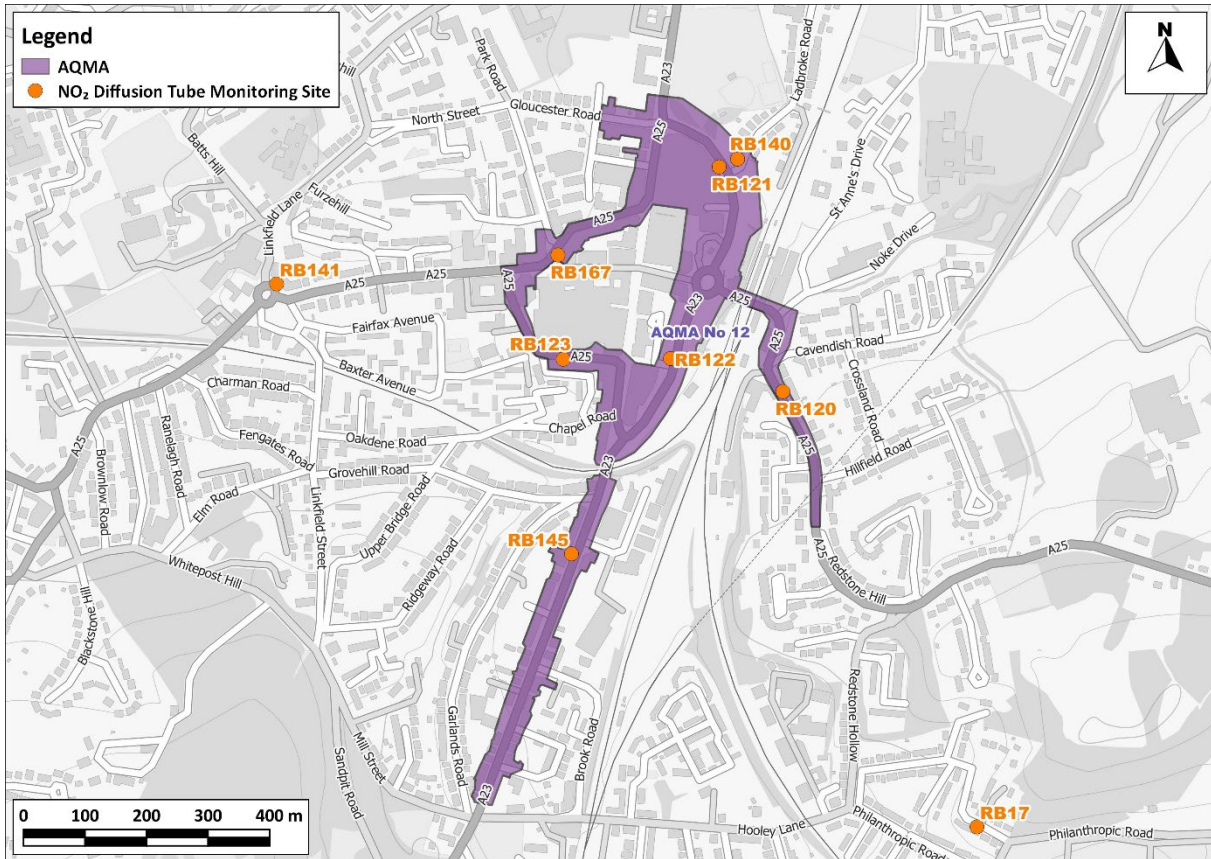 Legend
AQMA
NO₂ Diffusion Tube Monitoring Site
A23
Park Road
Ladbroke Road
Gloucester Road
North Street
A25
RB140
RB121
Batts Hill
Furzehill
Linkfield Lane
St Anne's Drive
Noke Drive
A25
RB167
RB141
A25
A25
A25
A25
A23
Fairfax Avenue
AQMA No 12
A25
RB123
A25
RB122
Cavendish Road
Baxter Avenue
Charman Road
RB120
Crossland Road
Chapel Road
Ranelagh Road
Fengates Road
Oakdene Road
A25
Brownlow Road
Elm Road
Grovehill Road
A23
A25
Hillfield Road
Linkfield Street
Upper Bridge Road
RB145
Ridgeway Road
Whitepost Hill
A25
A25
Redstone Hill
Blackstone Hill
Redstone Hollow
Garlands Road
Brook Road
Mill Street
Sandpit Road
A23
0 100 200 300 400 m
Hooley Lane
Philanthropic Road
RB17
Philanthropic Road